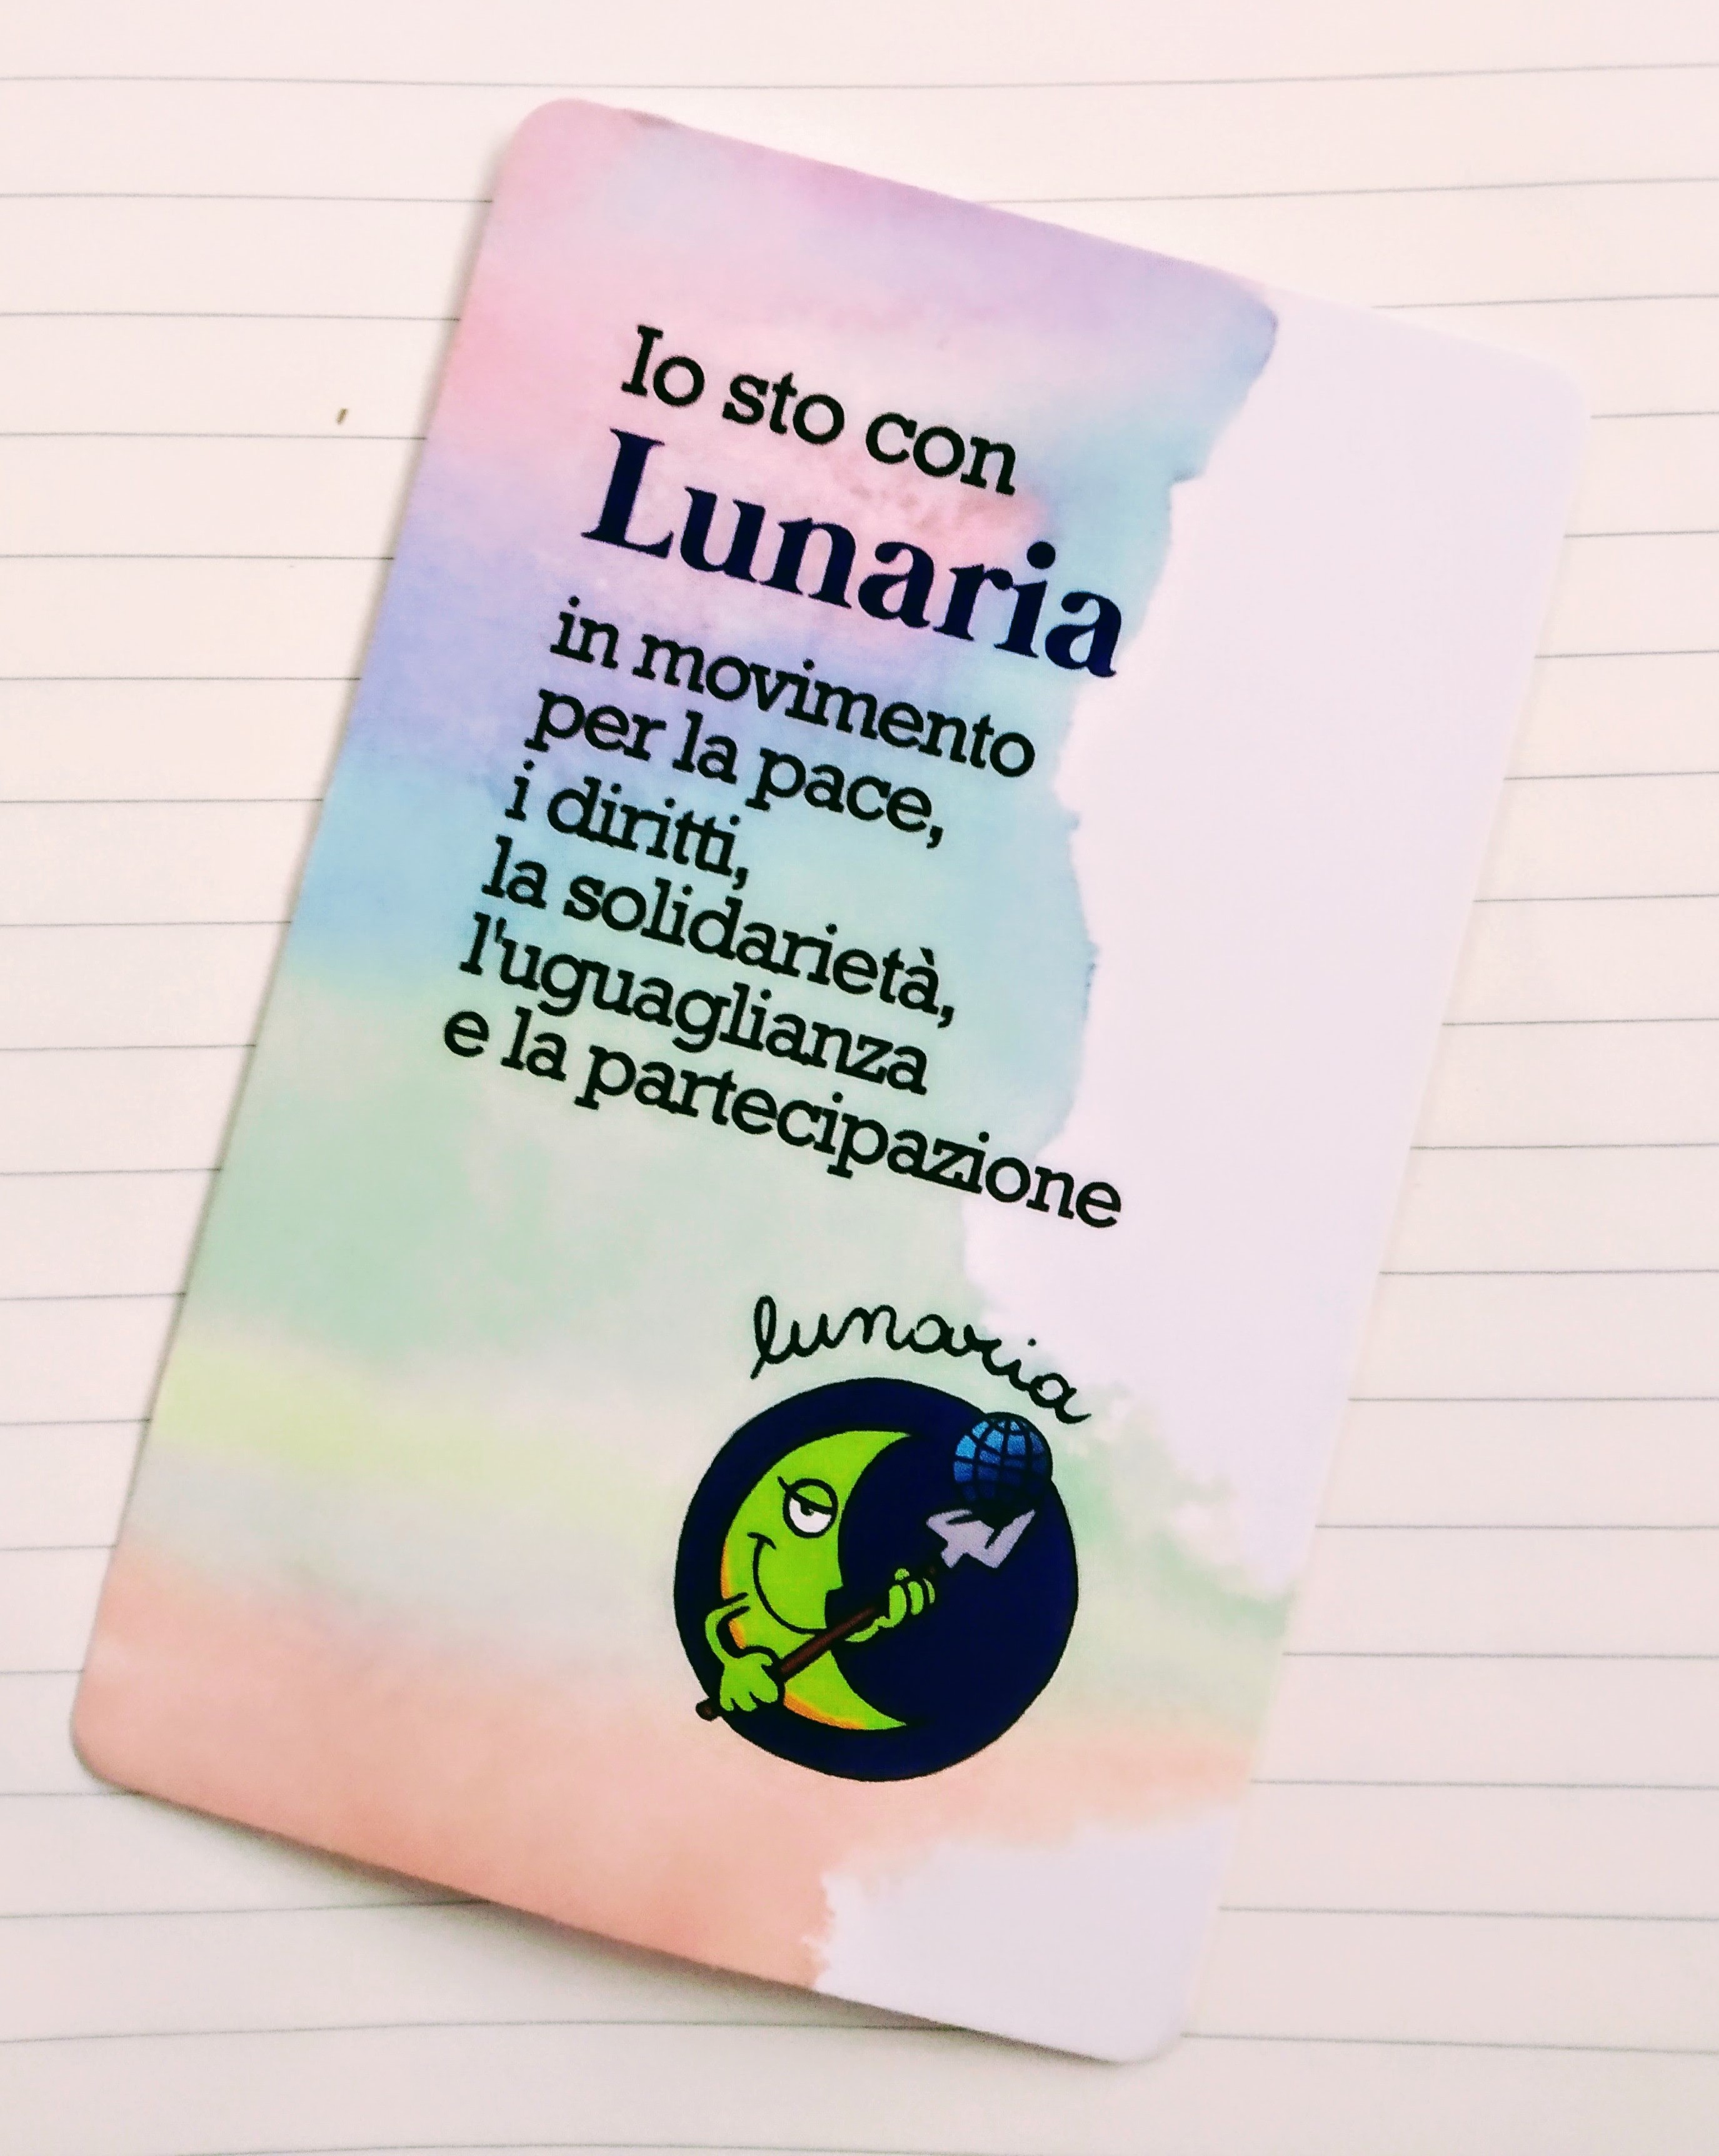 Io sto con
Lunaria
in movimento
per la pace,
i diritti,
la solidarietà,
l'uguaglianza
e la partecipazione
lunaria